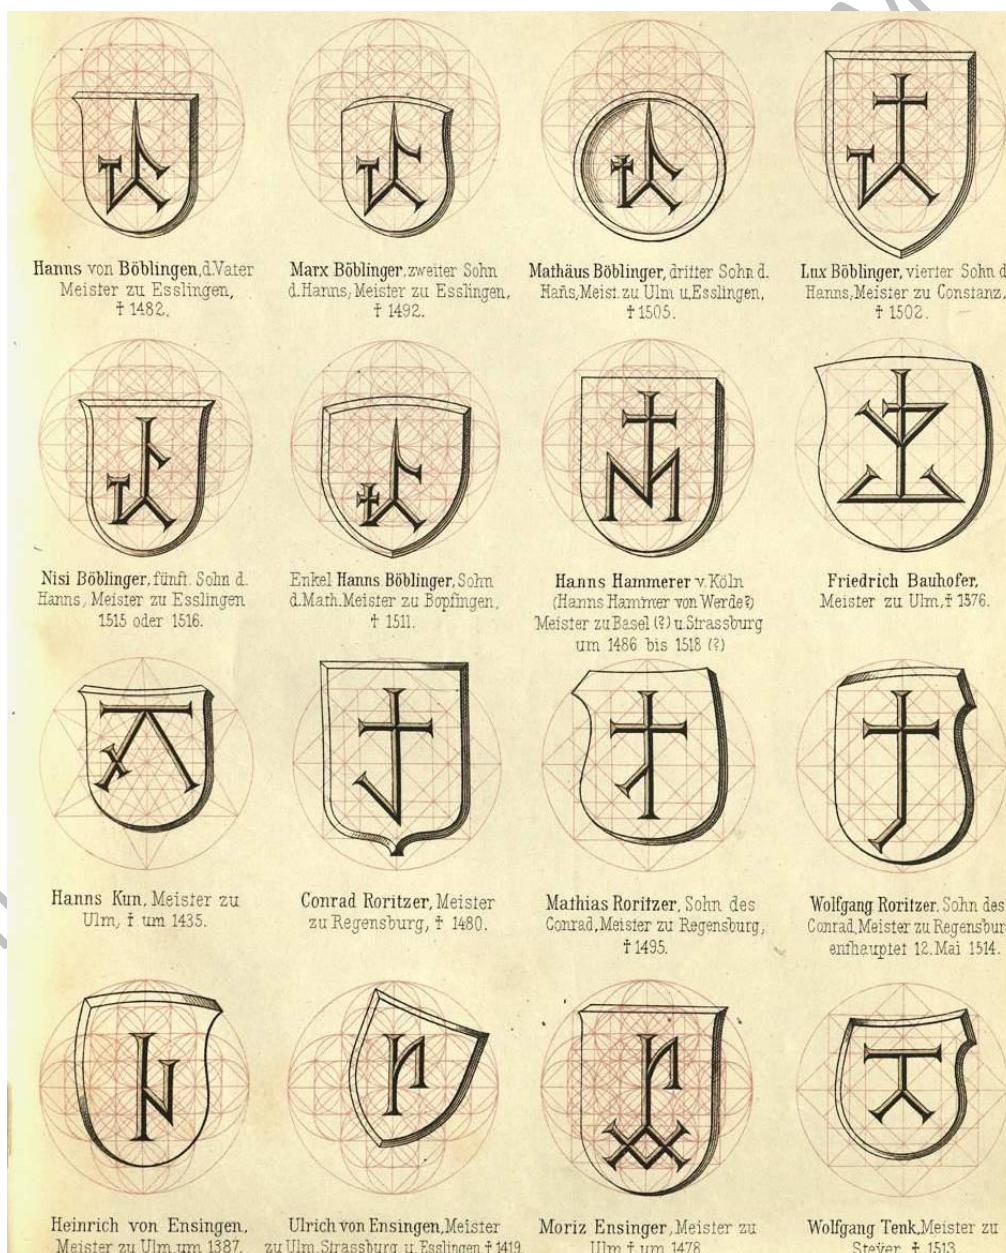 Hanns von Böblingen, d. Vater
Meister zu Esslingen,
† 1482.
Marx Böblinger, zweiter Sohn
d. Hanns, Meister zu Esslingen,
† 1492.
Mathäus Böblinger, dritter Sohn d.
Hañs, Meist. zu Ulm u. Esslingen,
† 1505.
Lux Böblinger, vierter Sohn d
Hanns, Meister zu Constanz,
† 1502.
Nisi Böblinger, fünft. Sohn d.
Hanns, Meister zu Esslingen
1515 oder 1516.
Enkel Hanns Böblinger, Sohn
d. Math. Meister zu Bopfingen,
† 1511.
Hanns Hammerer v. Köln
(Hanns Hammer von Werde?)
Meister zu Basel (?) u. Strassburg
um 1486 bis 1518 (?)
Friedrich Bauhofer,
Meister zu Ulm, † 1576.
Hanns Kun, Meister zu
Ulm, † um 1435.
Conrad Roritzer, Meister
zu Regensburg, † 1480.
Mathias Roritzer, Sohn des
Conrad, Meister zu Regensburg,
† 1495.
Wolfgang Roritzer, Sohn des
Conrad, Meister zu Regensbur
enthauptet 12. Mai 1514.
Heinrich von Ensingen,
Meister zu Ulm um 1387.
Ulrich von Ensingen, Meister
zu Ulm, Strassburg u. Esslingen † 1419
Moriz Ensinger, Meister zu
Ulm † um 1478
Wolfgang Tenk, Meister zu
Steyer, † 1513